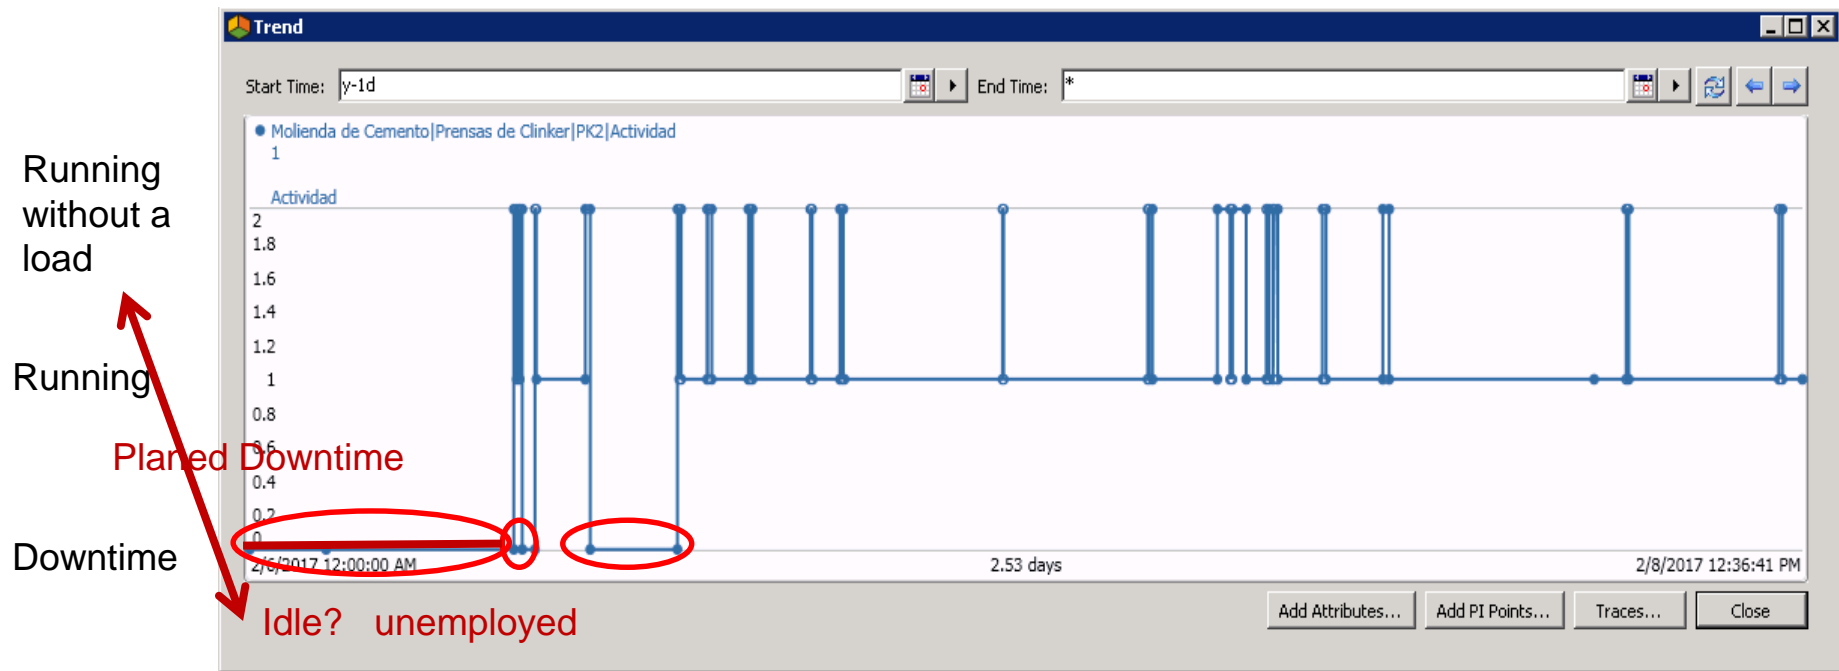 Trend
Start Time: y-1d
End Time: *
Molienda de Cemento|Prensas de Clinker|PK2|Actividad
1
Actividad
Running
without a
load
2
1.8
1.6
1.4
1.2
Running
1
0.8
Planed Downtime
0.6
0.4
0.2
0
Downtime
2/6/2017 12:00:00 AM
2.53 days
2/8/2017 12:36:41 PM
Idle? unemployed
Add Attributes...
Add PI Points...
Traces...
Close